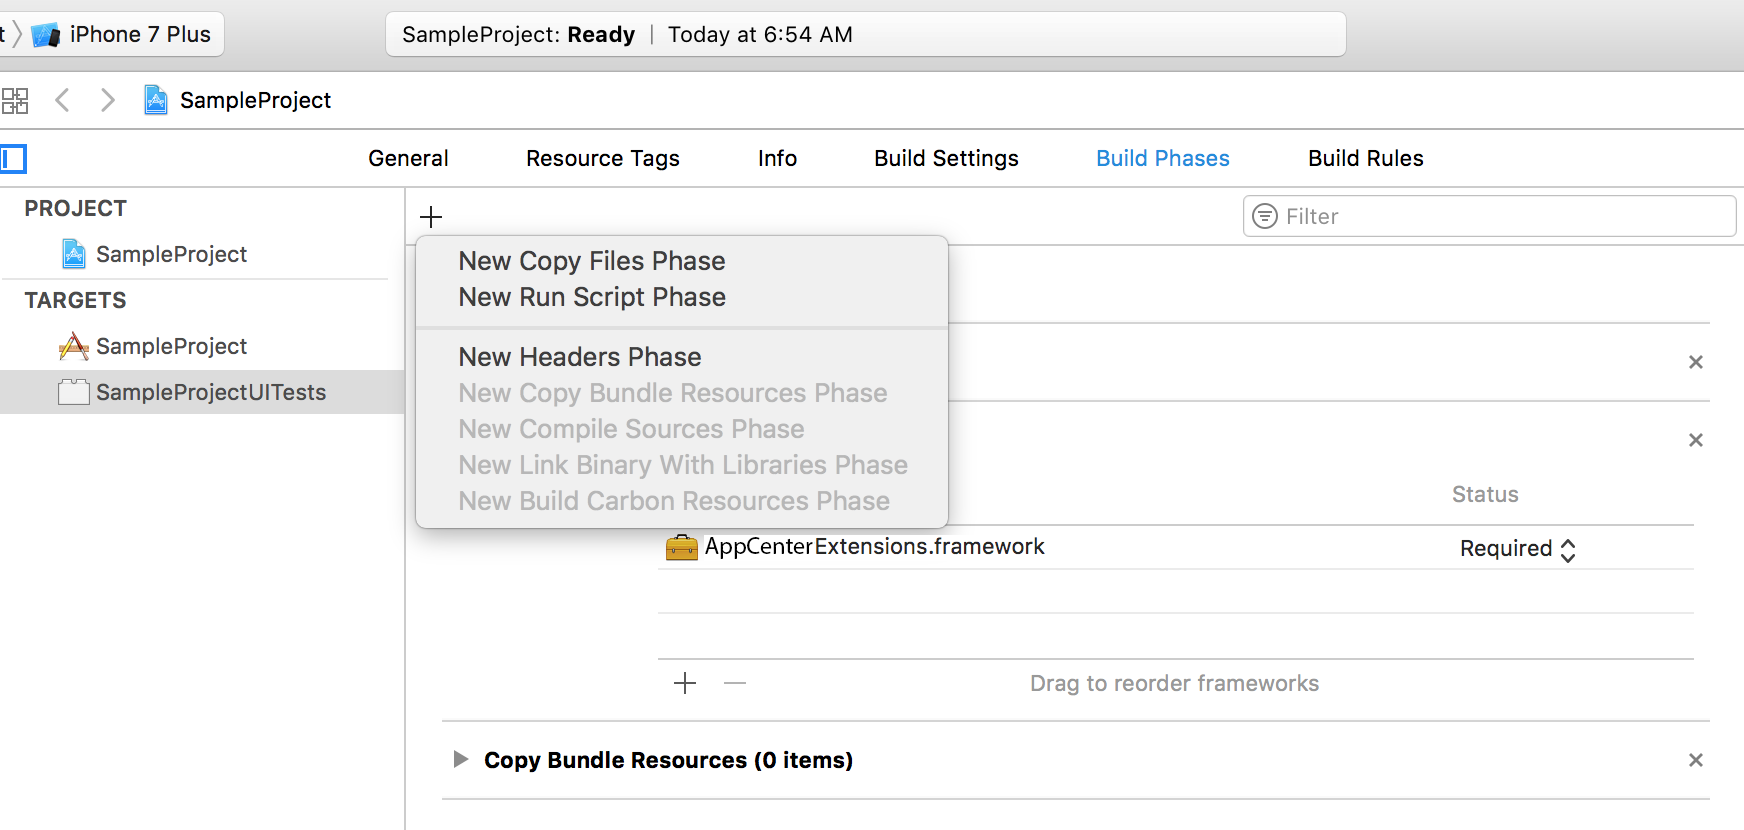 t iPhone 7 Plus
SampleProject: Ready | Today at 6:54 AM
SampleProject
General Resource Tags Info Build Settings Build Phases Build Rules
PROJECT
SampleProject
TARGETS
SampleProject
SampleProjectUITests
Filter
New Copy Files Phase
New Run Script Phase
New Headers Phase
New Copy Bundle Resources Phase
New Compile Sources Phase
New Link Binary With Libraries Phase
New Build Carbon Resources Phase
Status
AppCenterExtensions.framework Required
Drag to reorder frameworks
Copy Bundle Resources (0 items)